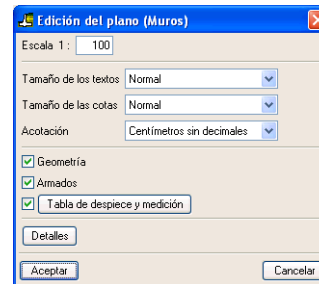 Edición del plano (Muros)
Escala 1 : 100
Tamaño de los textos Normal
Tamaño de las cotas Normal
Acotación Centímetros sin decimales
Geometría
Armados
Tabla de despiece y medición
Detalles
Aceptar Cancelar